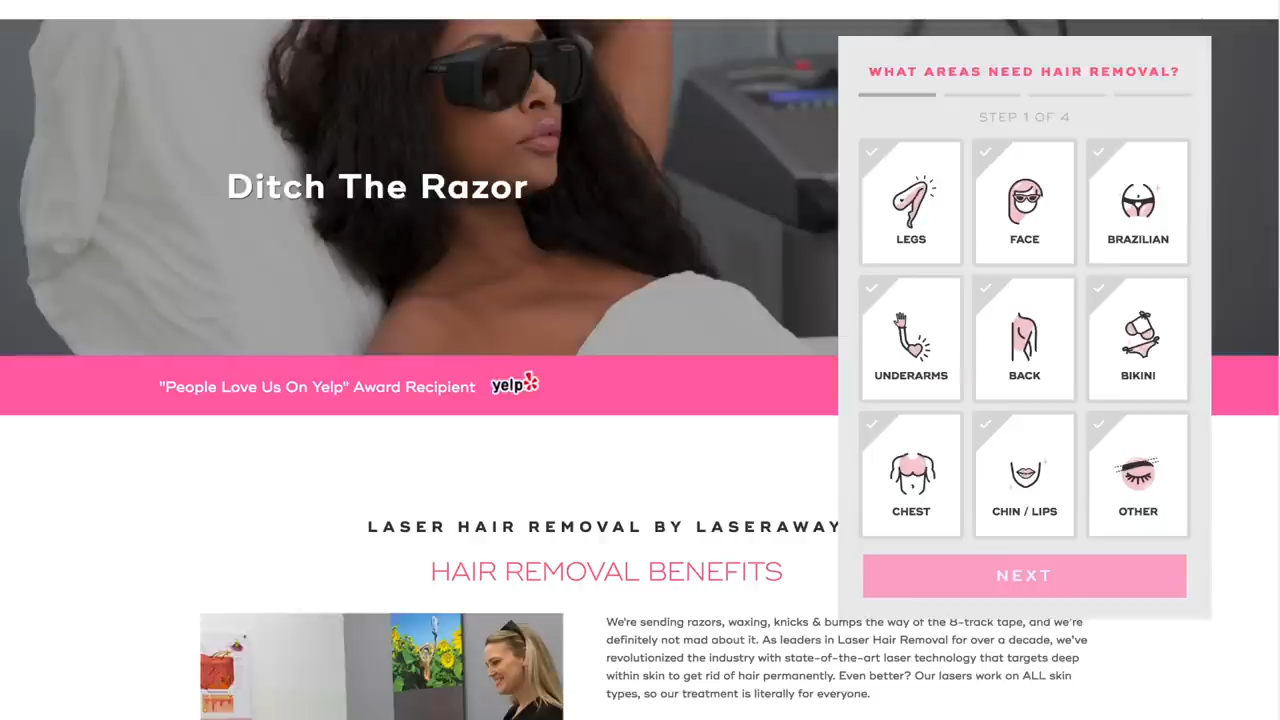 Ditch The Razor
"People Love Us On Yelp" Award Recipient yelp
WHAT AREAS NEED HAIR REMOVAL?
STEP 1 OF 4
LEGS
FACE
BRAZILIAN
UNDERARMS
BACK
BIKINI
CHEST
CHIN / LIPS
OTHER
NEXT
LASER HAIR REMOVAL BY LASERAWAY
HAIR REMOVAL BENEFITS
We're sending razors, waxing, knicks & bumps the way of the 8-track tape, and we're
definitely not mad about it. As leaders in Laser Hair Removal for over a decade, we've
revolutionized the industry with state-of-the-art laser technology that targets deep
within skin to get rid of hair permanently. Even better? Our lasers work on ALL skin
types, so our treatment is literally for everyone.